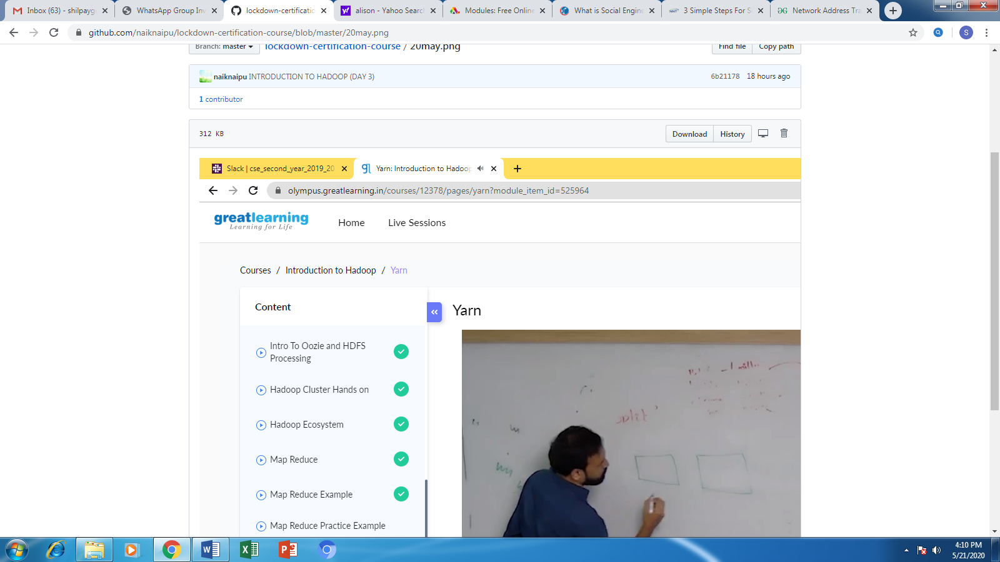 Inbox (63) - shilpayg
WhatsApp Group Inv
lockdown-certificatio
alison - Yahoo Search
Modules: Free Online
What is Social Engine
3 Simple Steps For S
Network Address Tra
github.com/naiknaipu/lockdown-certification-course/blob/master/20may.png
S
Branch: master
lockdown-certification-course / 20may.png
Find file
Copy path
naiknaipu INTRODUCTION TO HADOOP (DAY 3)
6b21178 18 hours ago
1 contributor
312 KB
Download
History
Slack | cse_second_year_2019_20
Yarn: Introduction to Hadoop
olympus.greatlearning.in/courses/12378/pages/yarn?module_item_id=525964
greatlearning
Learning for Life
Home
Live Sessions
Courses / Introduction to Hadoop / Yarn
Content
Yarn
Intro To Oozie and HDFS
Processing
Hadoop Cluster Hands on
Hadoop Ecosystem
Map Reduce
Map Reduce Example
Map Reduce Practice Example
4:10 PM
5/21/2020